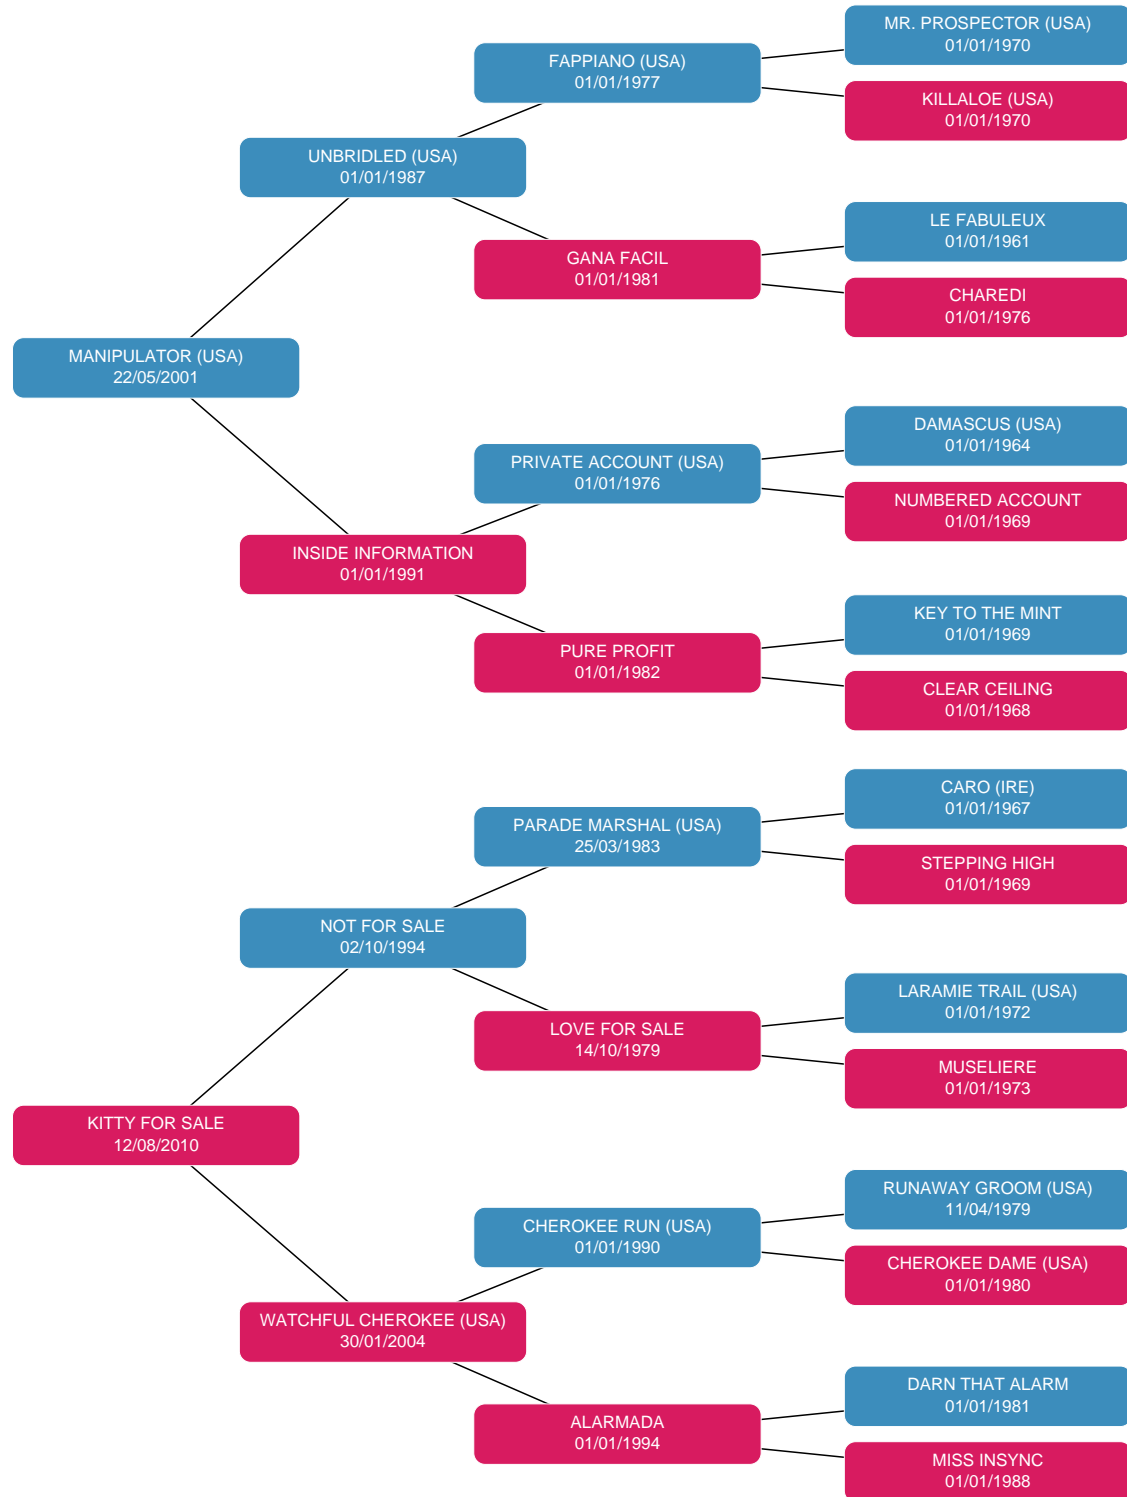 MR. PROSPECTOR (USA)
01/01/1970
FAPPIANO (USA)
01/01/1977
KILLALOE (USA)
01/01/1970
UNBRIDLED (USA)
01/01/1987
LE FABULEUX
01/01/1961
GANA FACIL
01/01/1981
CHAREDI
01/01/1976
MANIPULATOR (USA)
22/05/2001
DAMASCUS (USA)
01/01/1964
PRIVATE ACCOUNT (USA)
01/01/1976
NUMBERED ACCOUNT
01/01/1969
INSIDE INFORMATION
01/01/1991
KEY TO THE MINT
01/01/1969
PURE PROFIT
01/01/1982
CLEAR CEILING
01/01/1968
CARO (IRE)
01/01/1967
PARADE MARSHAL (USA)
25/03/1983
STEPPING HIGH
01/01/1969
NOT FOR SALE
02/10/1994
LARAMIE TRAIL (USA)
01/01/1972
LOVE FOR SALE
14/10/1979
MUSELIERE
01/01/1973
KITTY FOR SALE
12/08/2010
RUNAWAY GROOM (USA)
11/04/1979
CHEROKEE RUN (USA)
01/01/1990
CHEROKEE DAME (USA)
01/01/1980
WATCHFUL CHEROKEE (USA)
30/01/2004
DARN THAT ALARM
01/01/1981
ALARMADA
01/01/1994
MISS INSYNC
01/01/1988